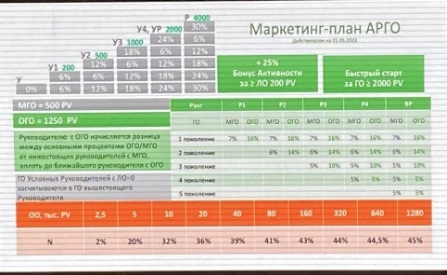 Маркетинг-план АРГО
Действителен на 01.05.2023
Р 4000
У4, УР 2000 30%
У3 1000 24% 6%
У2 500 18% 6% 12%
У1 200 12% 6% 12% 18%
У 6% 6% 12% 18% 24%
0% 6% 12% 18% 24% 30%
+ 25%
Бонус Активности
за ≥ ЛО 200 PV
Быстрый старт
за ГО ≥ 2000 PV
МГО = 500 PV
ОГО = 1250 PV
Руководителю с ОГО начисляется разница
между основными процентами ОГО/МГО
от нижестоящих руководителей с МГО,
вплоть до ближайшего руководителя с ОГО
ГО Условных Руководителей с ЛО=0
засчитываются в ГО вышестоящего
Руководителя
Ранг Р1 Р2 Р3 Р4 ВР
ГО МГО ОГО МГО ОГО МГО ОГО МГО ОГО МГО ОГО
1 поколение 7% 16% 7% 16% 7% 16% 7% 16% 7% 16%
2 поколение 6% 14% 6% 14% 6% 14% 6% 14%
3 поколение 5% 10% 5% 10% 5% 10%
4 поколение 5% 5% 5% 5%
5 поколение 5% 5%
ОО, тыс. PV 2,5 5 10 20 40 80 160 320 640 1280
N 2% 20% 32% 36% 39% 41% 43% 44% 44,5% 45%